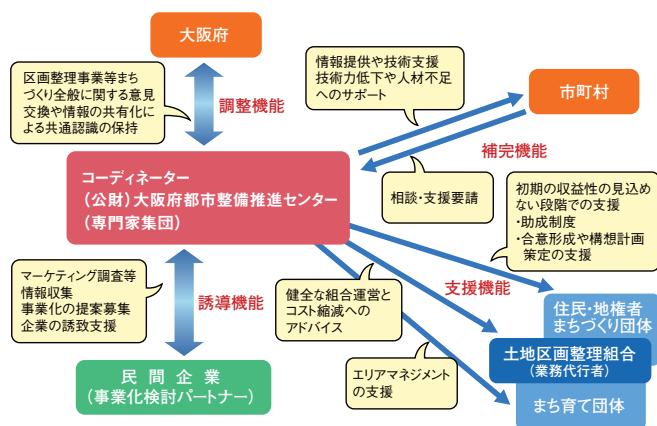 大阪府
区画整理事業等まち
づくり全般に関する意見
交換や情報の共有化に
よる共通認識の保持
調整機能
情報提供や技術支援
技術力低下や人材不足
へのサポート
市町村
補完機能
コーディネーター
(公財)大阪府都市整備推進センター
(専門家集団)
相談・支援要請
初期の収益性の見込め
ない段階での支援
・助成制度
・合意形成や構想計画
策定の支援
マーケティング調査等
情報収集
事業化の提案募集
企業の誘致支援
誘導機能
健全な組合運営と
コスト縮減への
アドバイス
支援機能
住民・地権者
まちづくり団体
土地区画整理組合
(業務代行者)
まち育て団体
エリアマネジメント
の支援
民間企業
(事業化検討パートナー)